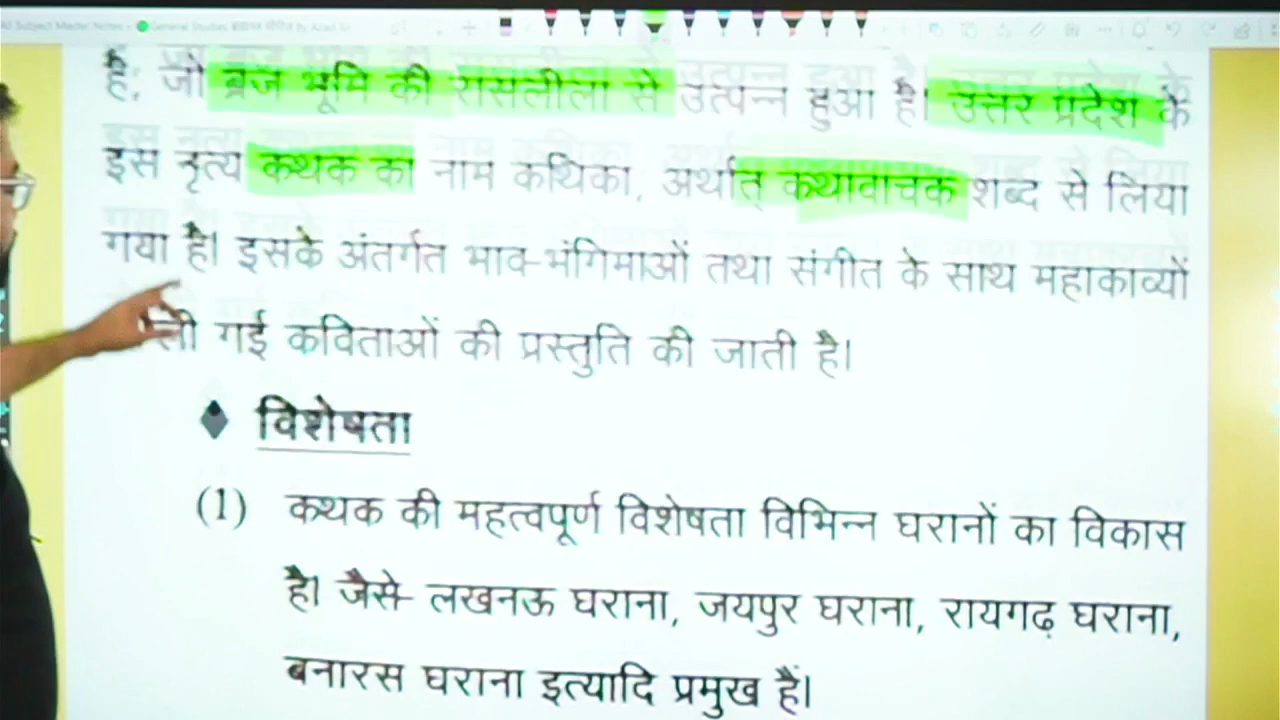 है; जो ब्रज भूमि की रासलीला से उत्पन्न हुआ है। उत्तर प्रदेश के
इस नृत्य कथक का नाम कथिका, अर्थात् कथावाचक शब्द से लिया
गया है। इसके अंतर्गत भाव-भंगिमाओं तथा संगीत के साथ महाकाव्यों
ली गई कविताओं की प्रस्तुति की जाती है।
विशेषता
(1) कथक की महत्वपूर्ण विशेषता विभिन्न घरानों का विकास
है। जैसे- लखनऊ घराना, जयपुर घराना, रायगढ़ घराना,
बनारस घराना इत्यादि प्रमुख हैं।